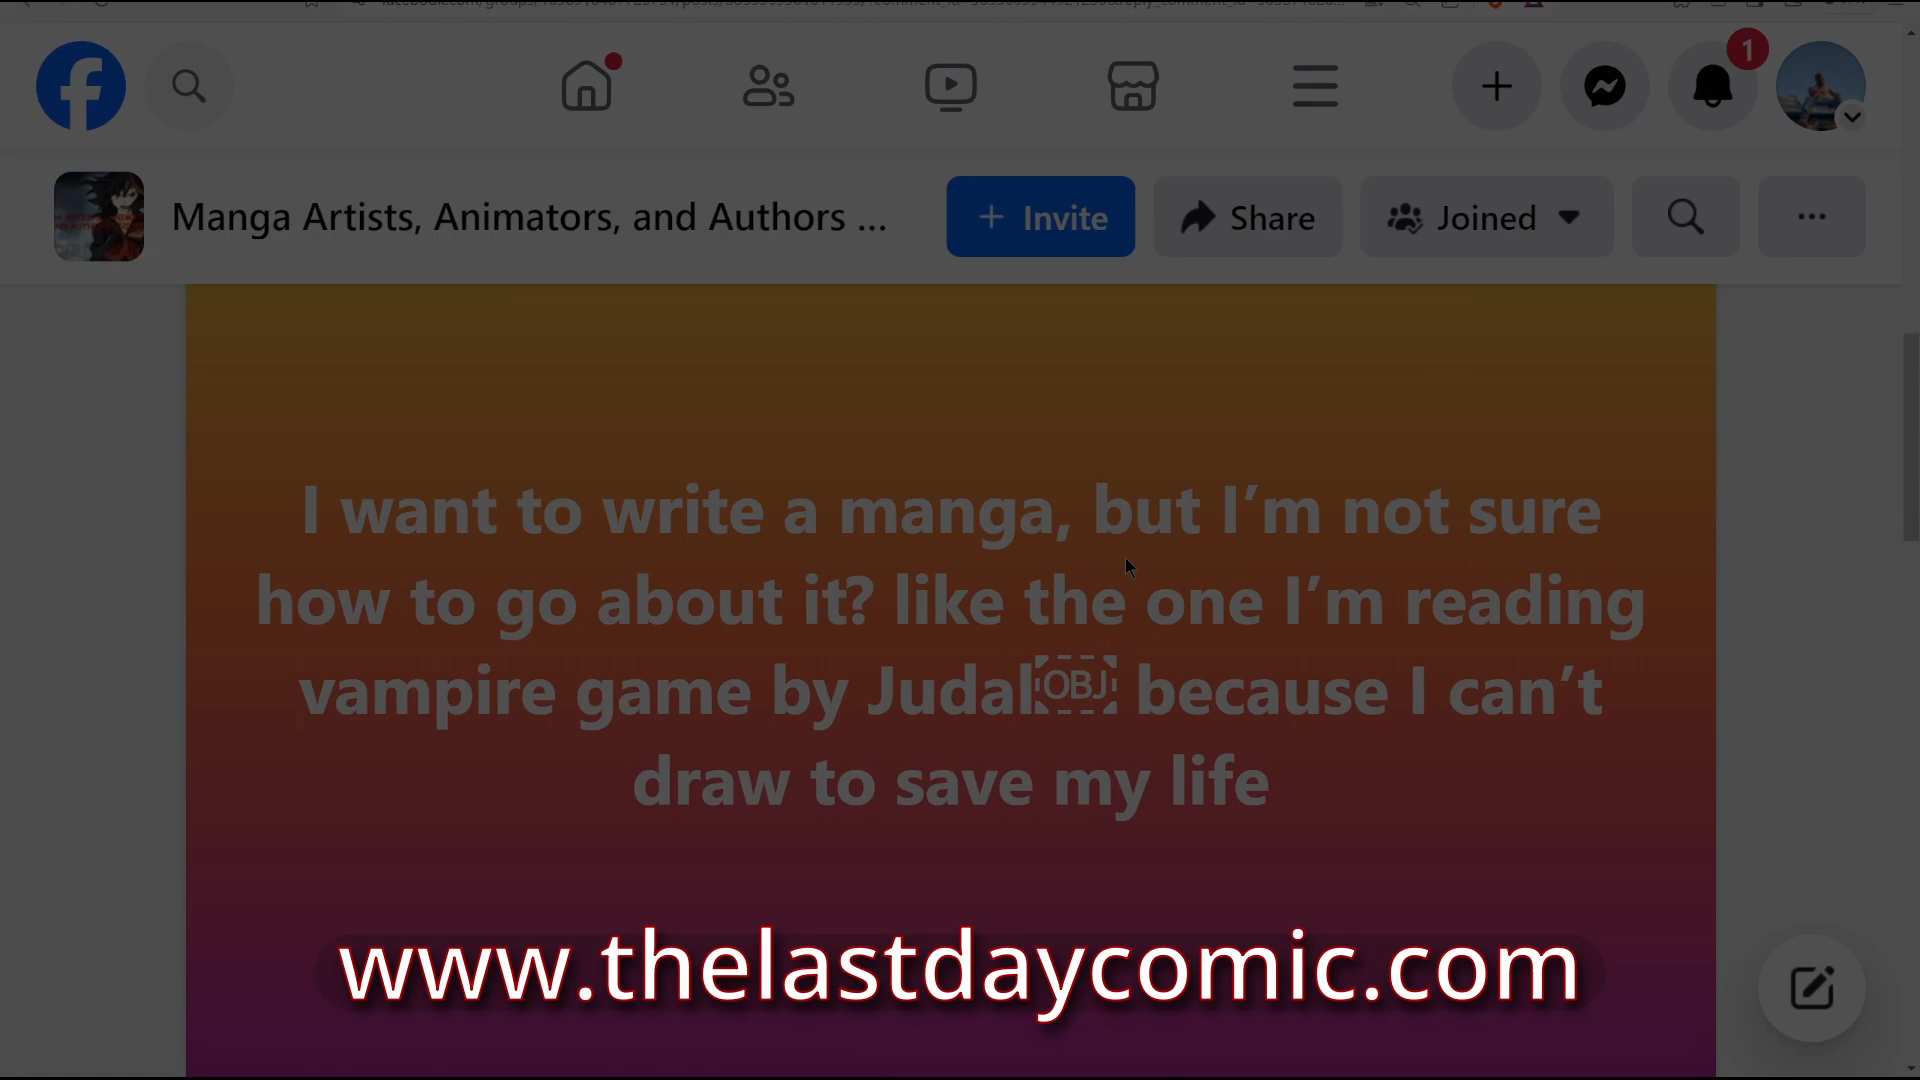 1
Manga Artists, Animators, and Authors ...
+ Invite
Share
Joined
I want to write a manga, but I’m not sure
how to go about it? like the one I’m reading
vampire game by Judal￼ because I can’t
draw to save my life
www.thelastdaycomic.com